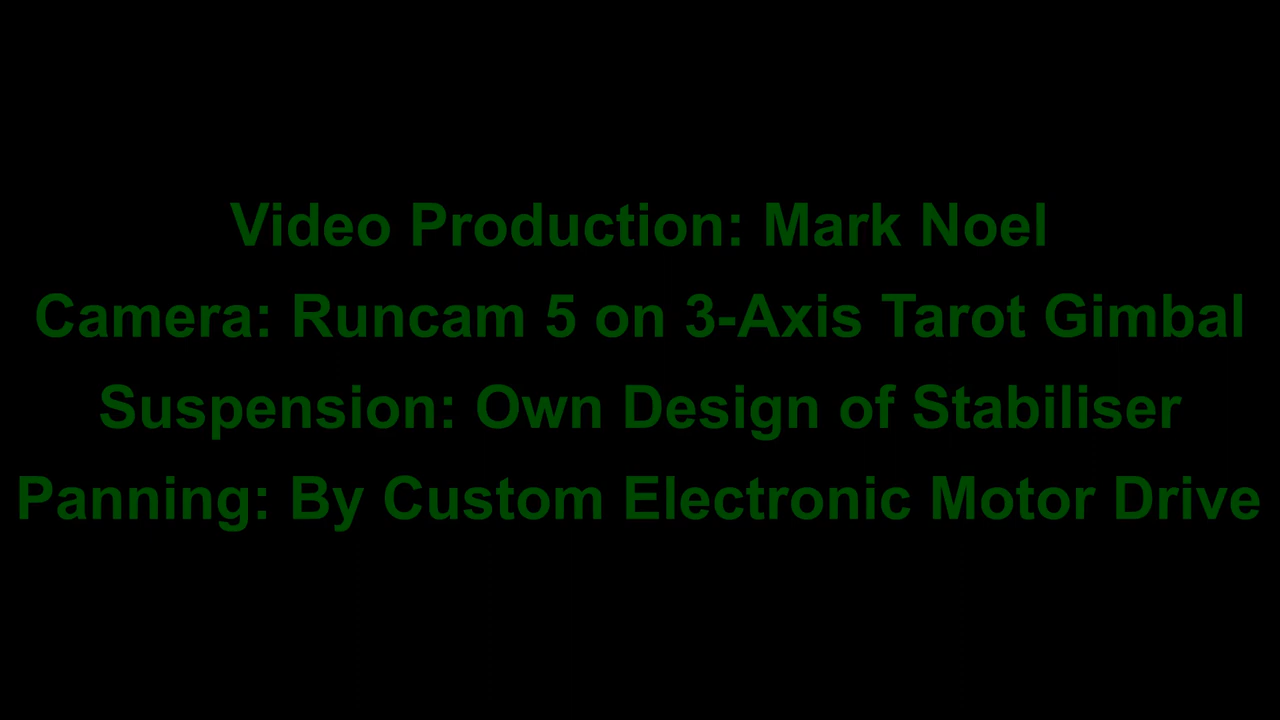 Video Production: Mark Noel
Camera: Runcam 5 on 3-Axis Tarot Gimbal
Suspension: Own Design of Stabiliser
Panning: By Custom Electronic Motor Drive